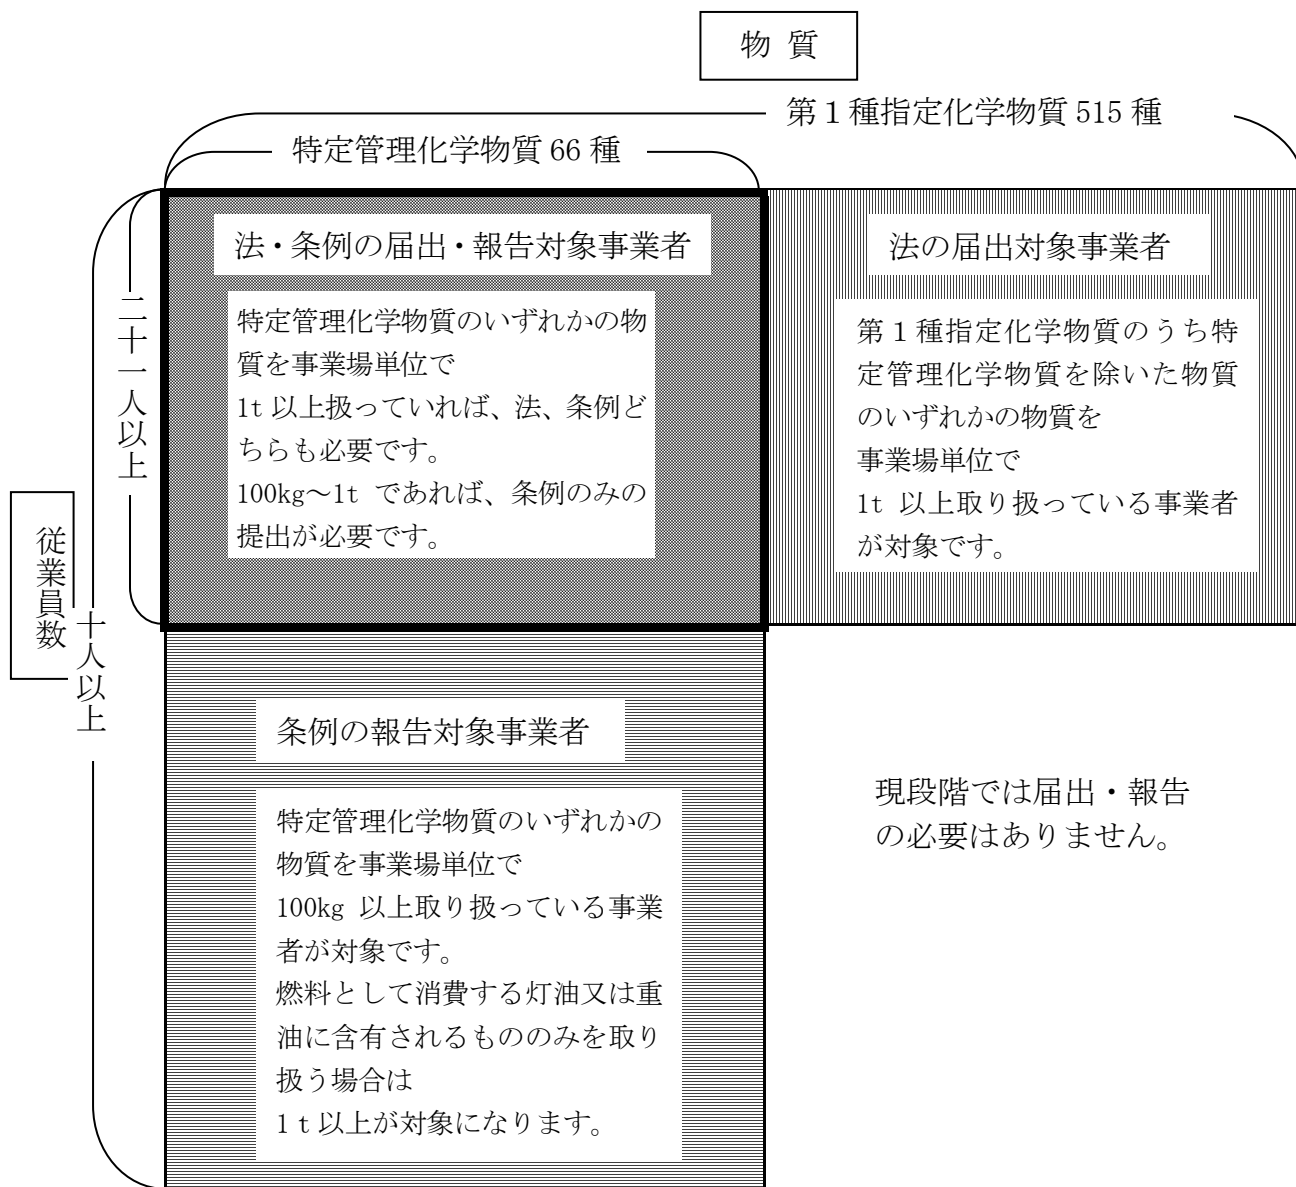 物 質
第１種指定化学物質 515 種
特定管理化学物質 66 種
法・条例の届出・報告対象事業者
特定管理化学物質のいずれかの物
質を事業場単位で
1t 以上扱っていれば、法、条例ど
ちらも必要です。
100kg～1t であれば、条例のみの
提出が必要です。
法の届出対象事業者
第１種指定化学物質のうち特
定管理化学物質を除いた物質
のいずれかの物質を
事業場単位で
1t 以上取り扱っている事業者
が対象です。
二十一人以上
従業員数
十人以上
条例の報告対象事業者
特定管理化学物質のいずれかの
物質を事業場単位で
100kg 以上取り扱っている事業
者が対象です。
燃料として消費する灯油又は重
油に含有されるもののみを取り
扱う場合は
1ｔ以上が対象になります。
現段階では届出・報告
の必要はありません。